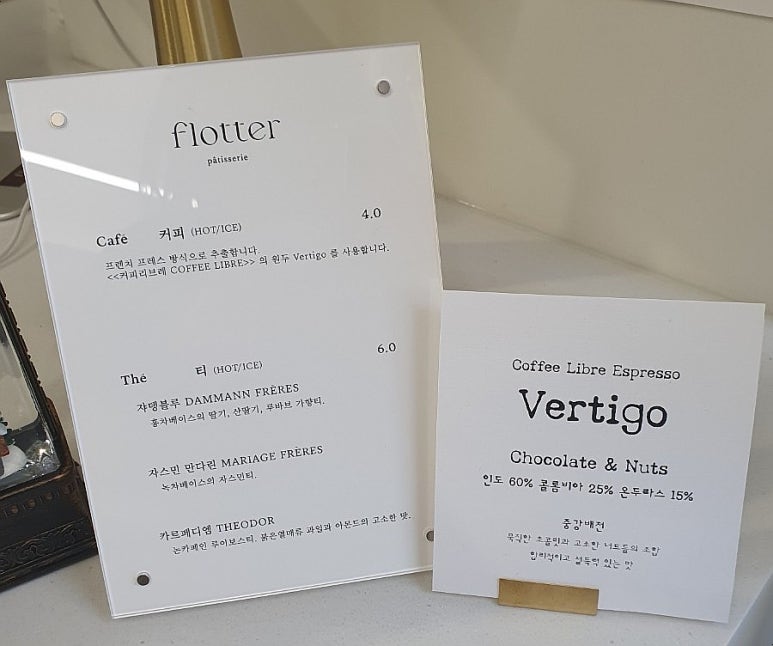 flotter
pâtisserie
Café 커피 (HOT/ICE) 4.0
프렌치 프레스 방식으로 추출합니다.
<<커피리브레 COFFEE LIBRE>> 의 원두 Vertigo 를 사용합니다.
Thé 티 (HOT/ICE) 6.0
쟈댕블루 DAMMANN FRÈRES
홍차베이스의 딸기, 산딸기, 루바브 가향티.
자스민 만다린 MARIAGE FRÈRES
녹차베이스의 자스민티.
카르페디엠 THEODOR
논카페인 루이보스티. 붉은열매류 과일과 아몬드의 고소한 맛.
Coffee Libre Espresso
Vertigo
Chocolate & Nuts
인도 60% 콜롬비아 25% 온두라스 15%
중강배전
묵직한 초콜릿과 고소한 너트들의 조합
합리적이고 설득력 있는 맛